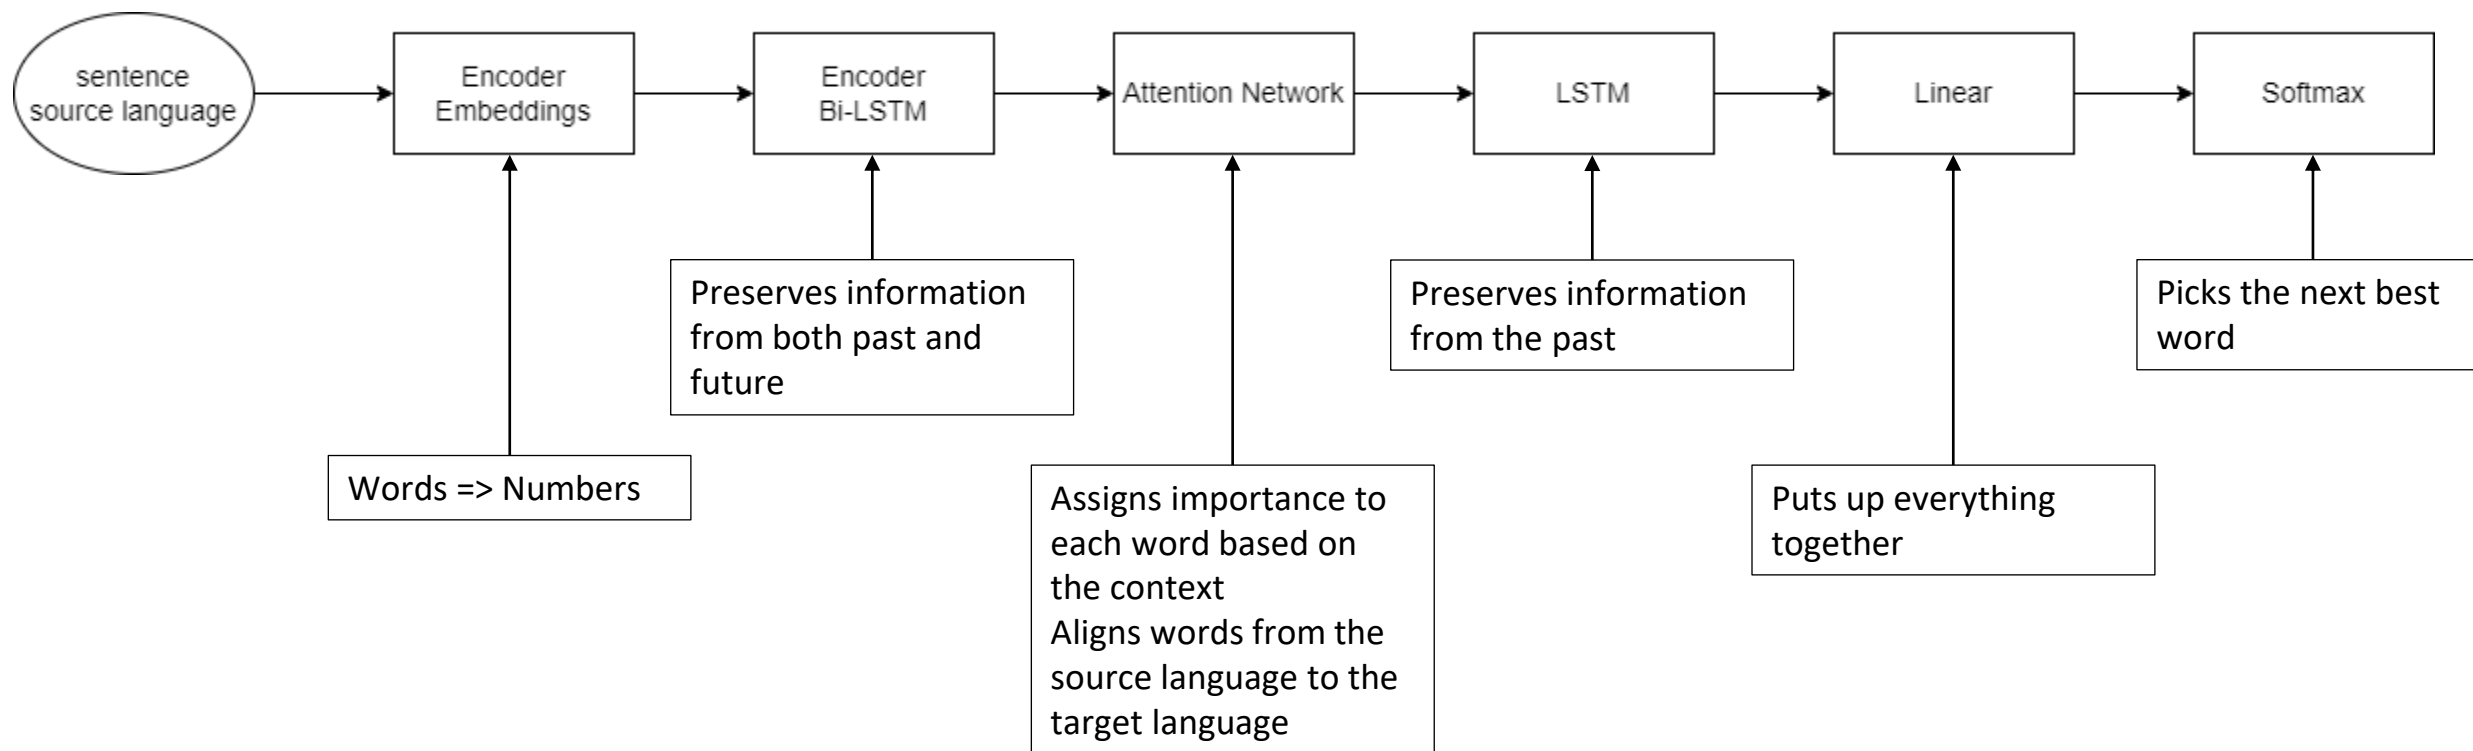 sentence
source language
Encoder
Embeddings
Encoder
Bi-LSTM
Attention Network
LSTM
Linear
Softmax
Preserves information
from both past and
future
Preserves information
from the past
Picks the next best
word
Words => Numbers
Assigns importance to
each word based on
the context
Aligns words from the
source language to the
target language
Puts up everything
together